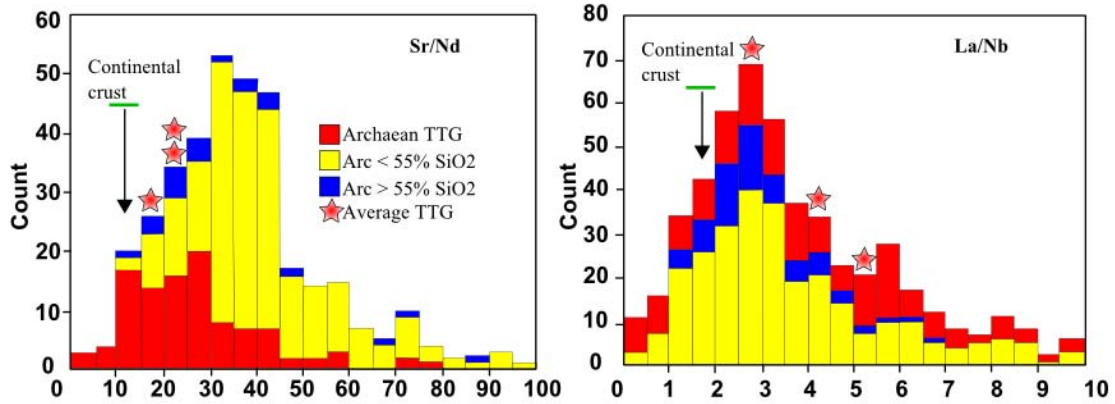 60
50
40
30
20
10
0
Count
Sr/Nd
Continental
crust
Archaean TTG
Arc < 55% SiO2
Arc > 55% SiO2
Average TTG
0 10 20 30 40 50 60 70 80 90 100
80
70
60
50
40
30
20
10
0
Count
La/Nb
Continental
crust
0 1 2 3 4 5 6 7 8 9 10